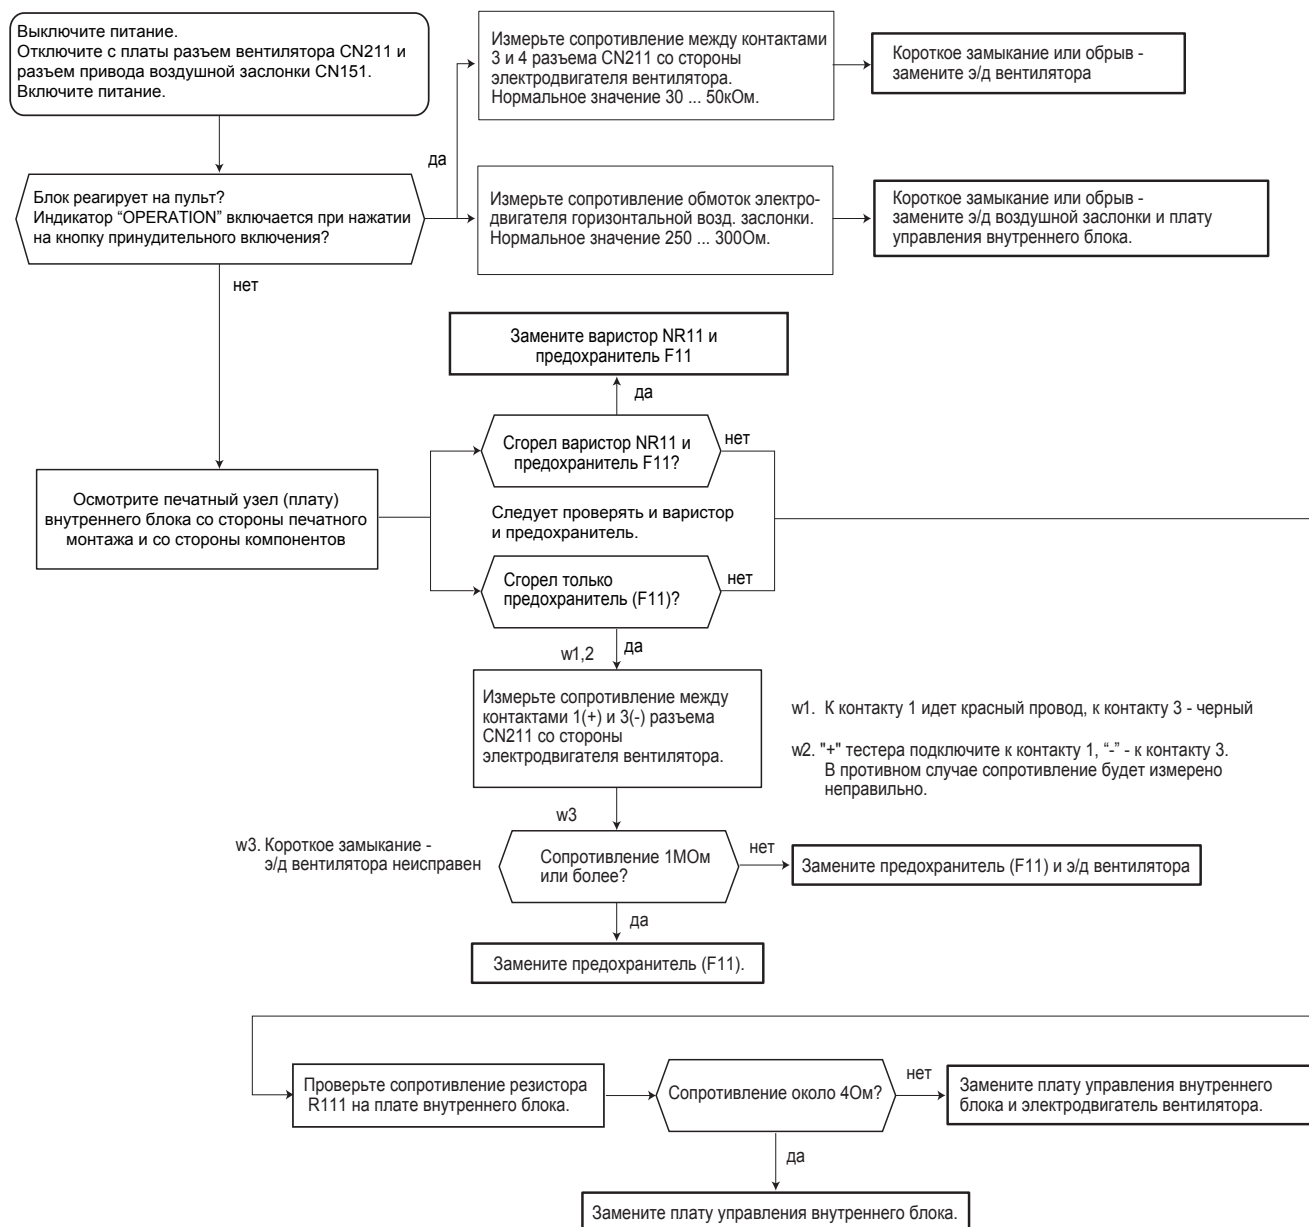 Выключите питание.
Отключите с платы разъем вентилятора CN211 и
разъем привода воздушной заслонки CN151.
Включите питание.
Измерьте сопротивление между контактами
3 и 4 разъема CN211 со стороны
электродвигателя вентилятора.
Нормальное значение 30 ... 50кОм.
Короткое замыкание или обрыв -
замените э/д вентилятора
да
Блок реагирует на пульт?
Индикатор “OPERATION” включается при нажатии
на кнопку принудительного включения?
Измерьте сопротивление обмоток электро-
двигателя горизонтальной возд. заслонки.
Нормальное значение 250 ... 300Ом.
Короткое замыкание или обрыв -
замените э/д воздушной заслонки и плату
управления внутреннего блока.
нет
Замените варистор NR11 и
предохранитель F11
да
Сгорел варистор NR11 и
предохранитель F11?
нет
Осмотрите печатный узел (плату)
внутреннего блока со стороны печатного
монтажа и со стороны компонентов
Следует проверять и варистор
и предохранитель.
Сгорел только
предохранитель (F11)?
нет
да
w1,2
Измерьте сопротивление между
контактами 1(+) и 3(-) разъема
CN211 со стороны
электродвигателя вентилятора.
w1. К контакту 1 идет красный провод, к контакту 3 - черный
w2. "+" тестера подключите к контакту 1, “-” - к контакту 3.
В противном случае сопротивление будет измерено
неправильно.
w3
w3. Короткое замыкание -
э/д вентилятора неисправен
Сопротивление 1МОм
или более?
нет
Замените предохранитель (F11) и э/д вентилятора
да
Замените предохранитель (F11).
Проверьте сопротивление резистора
R111 на плате внутреннего блока.
Сопротивление около 4Ом?
нет
Замените плату управления внутреннего
блока и электродвигатель вентилятора.
да
Замените плату управления внутреннего блока.